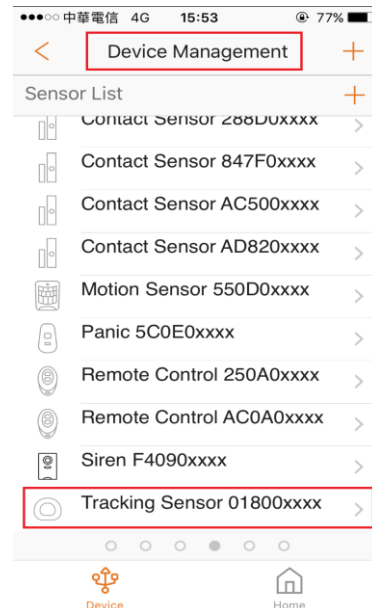 中華電信 4G 15:53 77%
Device Management
Sensor List
Contact Sensor 288D0xxxx
Contact Sensor 847F0xxxx
Contact Sensor AC500xxxx
Contact Sensor AD820xxxx
Motion Sensor 550D0xxxx
Panic 5C0E0xxxx
Remote Control 250A0xxxx
Remote Control AC0A0xxxx
Siren F4090xxxx
Tracking Sensor 01800xxxx
Device Home